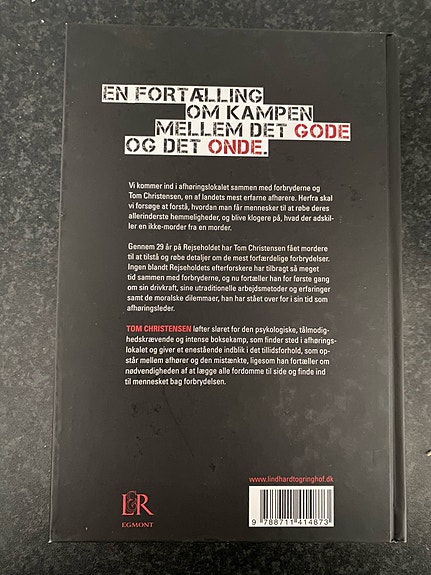 EN FORTÆLLING
OM KAMPEN
MELLEM DET GODE
OG DET ONDE.
Vi kommer ind i afhøringslokalet sammen med forbryderne og
Tom Christensen, en af landets mest erfarne afhørere. Herfra skal
vi forsøge at forstå, hvordan man får mennesker til at røbe deres
allerinderste hemmeligheder, og blive klogere på, hvad der adskil-
ler en ikke-morder fra en morder.
Gennem 29 år på Rejseholdet har Tom Christensen fået mordere
til at tilstå og røbe detaljer om de mest forfærdelige forbrydelser.
Ingen blandt Rejseholdets efterforskere har tilbragt så meget
tid sammen med forbryderne, og nu fortæller han for første gang
om sin drivkraft, sine utraditionelle arbejdsmetoder og erfaringer
samt de moralske dilemmaer, han har stået over for i sin tid som
afhøringsleder.
TOM CHRISTENSEN løfter sløret for den psykologiske, tålmodig-
hedskrævende og intense boksekamp, som finder sted i afhørings-
lokalet og giver et enestående indblik i det tillidsforhold, som op-
står mellem afhører og den mistænkte, ligesom han fortæller om
nødvendigheden af at lægge alle fordomme til side og finde ind
til mennesket bag forbrydelsen.
www.lindhardtogringhof.dk
L&R
EGMONT
9 788711 414873